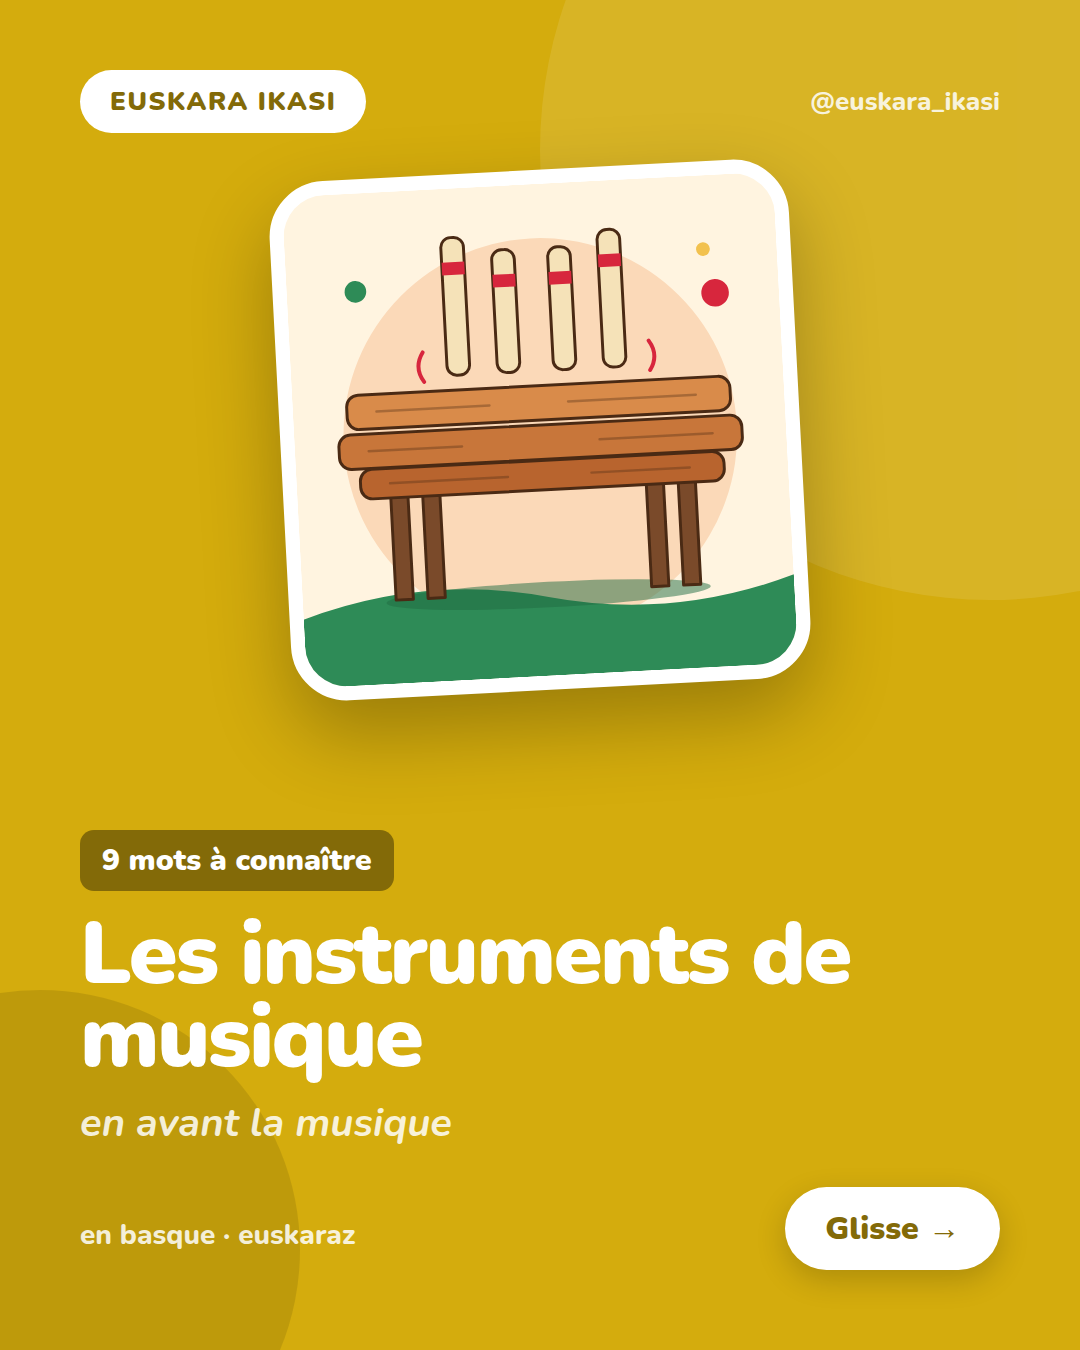 EUSKARA IKASI
@euskara_ikasi
9 mots à connaître
Les instruments de
musique
en avant la musique
en basque · euskaraz
Glisse →